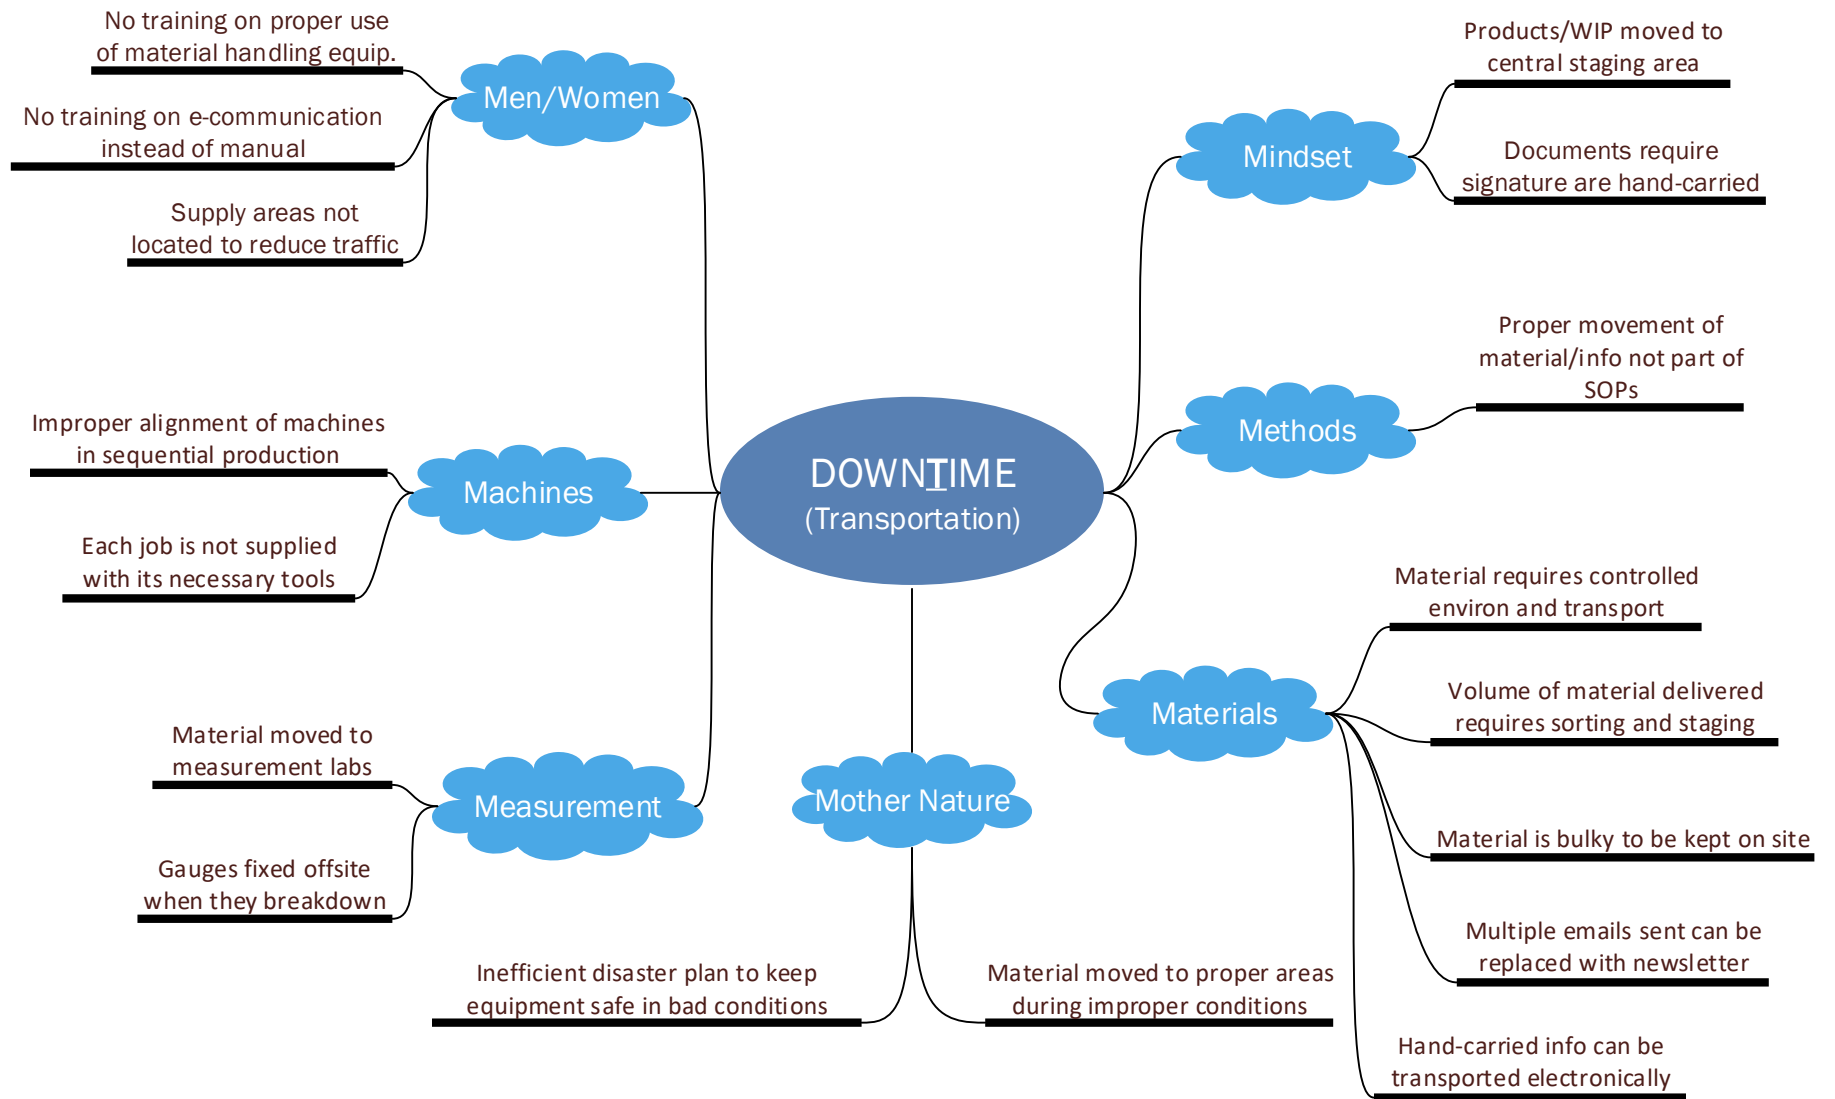 No training on proper use
of material handling equip.
No training on e-communication
instead of manual
Supply areas not
located to reduce traffic
Men/Women
Improper alignment of machines
in sequential production
Each job is not supplied
with its necessary tools
Machines
Material moved to
measurement labs
Gauges fixed offsite
when they breakdown
Measurement
DOWNTIME
(Transportation)
Mother Nature
Inefficient disaster plan to keep
equipment safe in bad conditions
Material moved to proper areas
during improper conditions
Mindset
Products/WIP moved to
central staging area
Documents require
signature are hand-carried
Methods
Proper movement of
material/info not part of
SOPs
Materials
Material requires controlled
environ and transport
Volume of material delivered
requires sorting and staging
Material is bulky to be kept on site
Multiple emails sent can be
replaced with newsletter
Hand-carried info can be
transported electronically